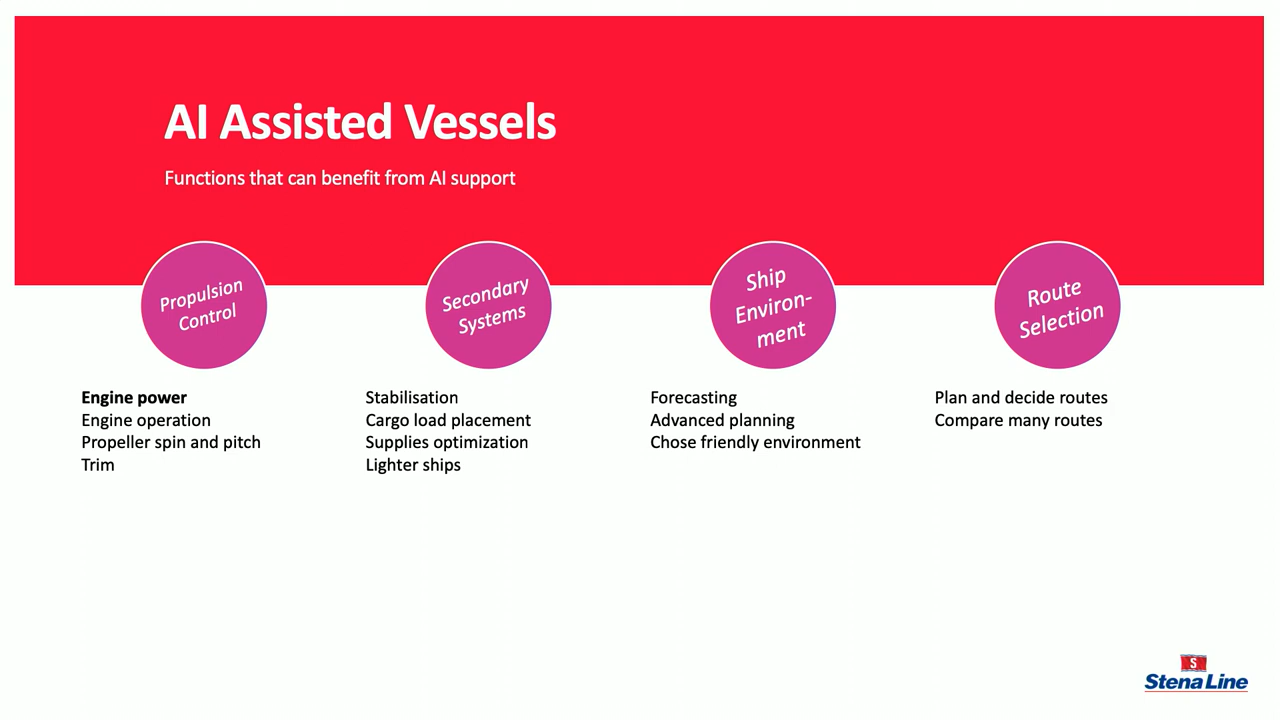 AI Assisted Vessels
Functions that can benefit from AI support
Propulsion
Control
Engine power
Engine operation
Propeller spin and pitch
Trim
Secondary
Systems
Stabilisation
Cargo load placement
Supplies optimization
Lighter ships
Ship
Environ-
ment
Forecasting
Advanced planning
Chose friendly environment
Route
Selection
Plan and decide routes
Compare many routes
S
Stena Line